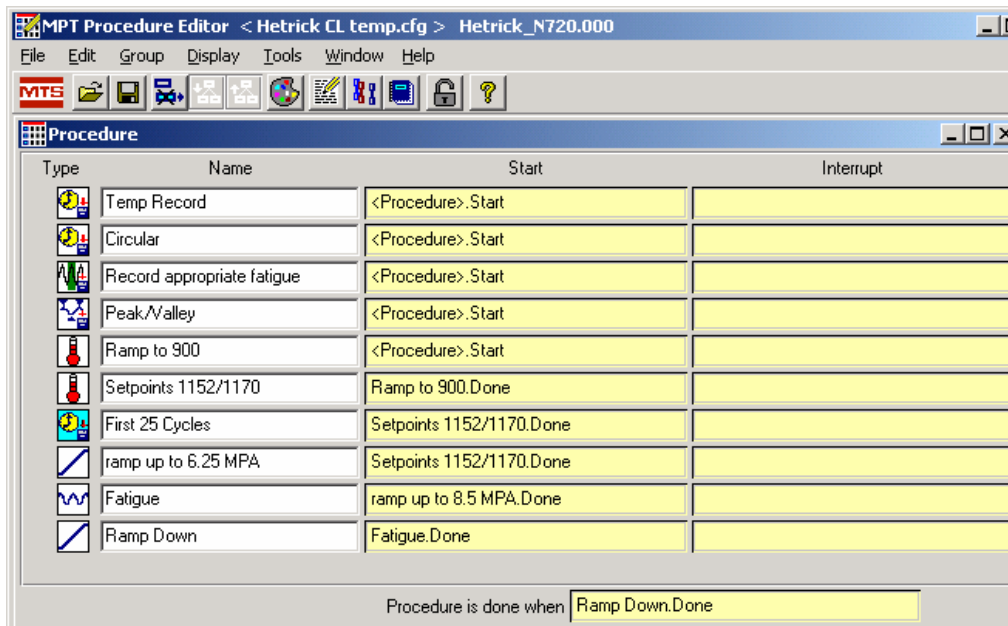 MPT Procedure Editor < Hetrick CL temp.cfg > Hetrick_N720.000
File Edit Group Display Tools Window Help
MTS
Procedure
Type Name Start Interrupt
Temp Record <Procedure>.Start
Circular <Procedure>.Start
Record appropriate fatigue <Procedure>.Start
Peak/Valley <Procedure>.Start
Ramp to 900 <Procedure>.Start
Setpoints 1152/1170 Ramp to 900.Done
First 25 Cycles Setpoints 1152/1170.Done
ramp up to 6.25 MPA Setpoints 1152/1170.Done
Fatigue ramp up to 8.5 MPA.Done
Ramp Down Fatigue.Done
Procedure is done when Ramp Down.Done